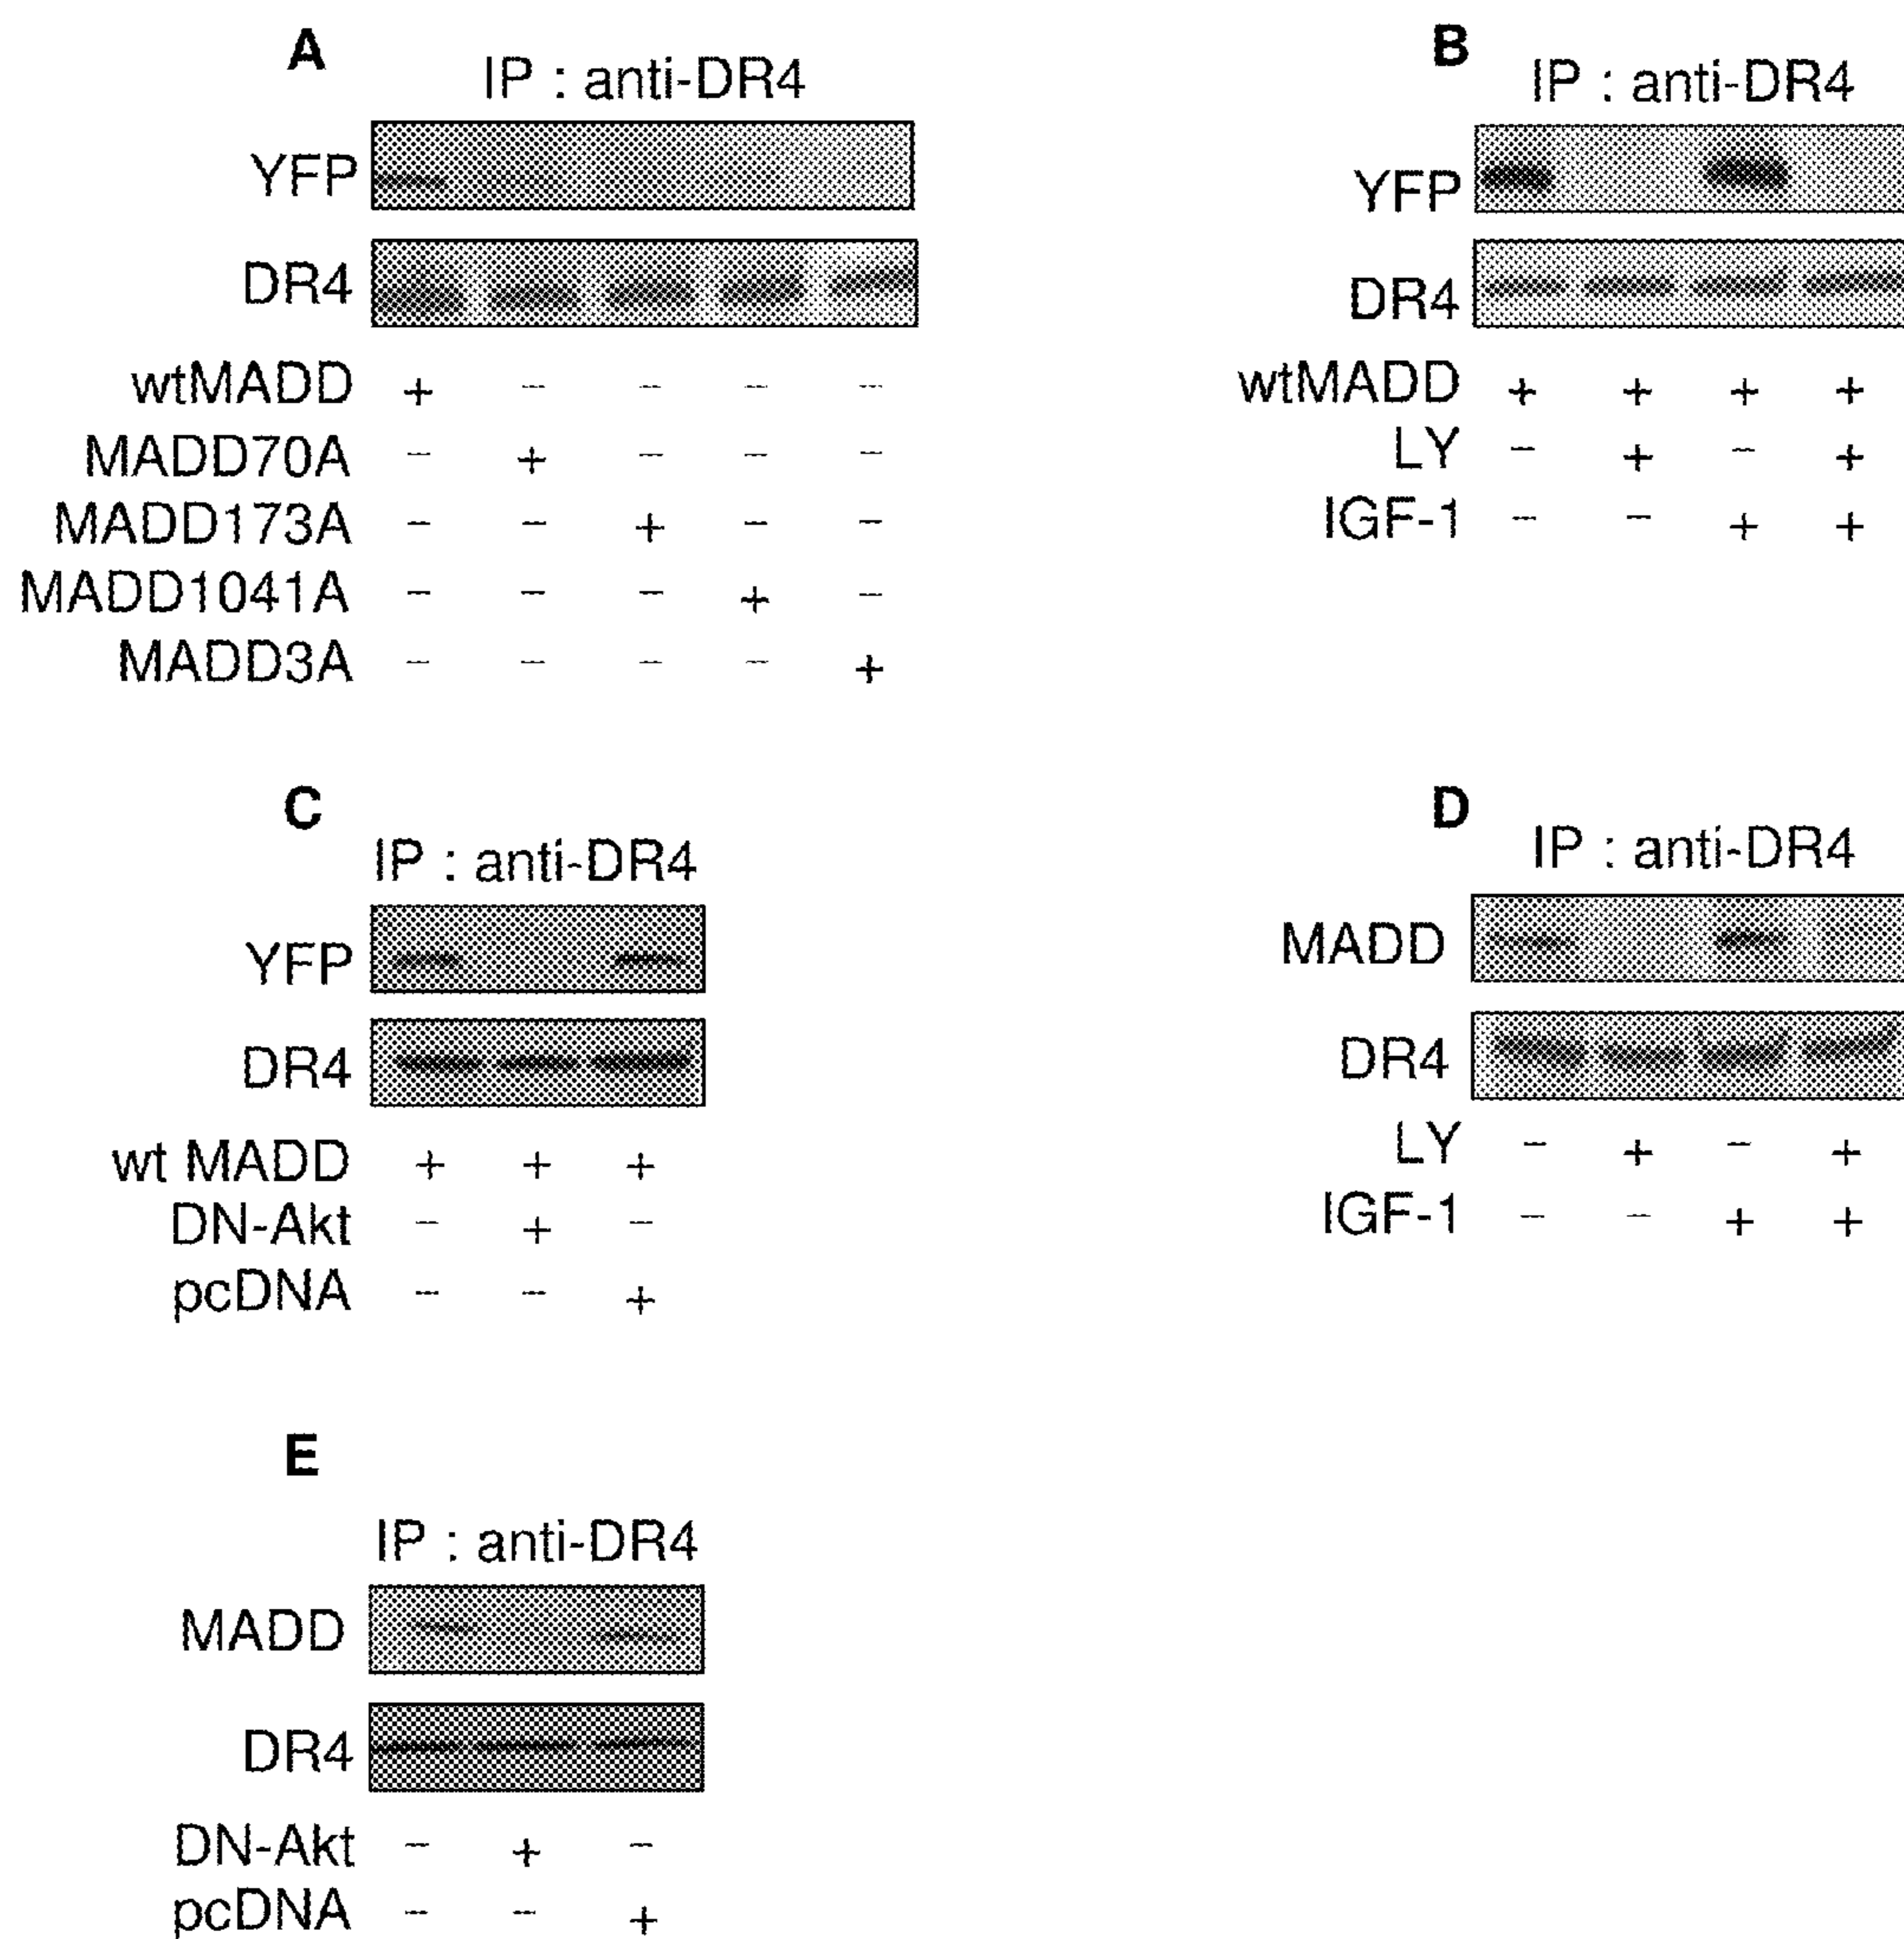 A
IP : anti-DR4
YFP
DR4
wtMADD + - - - -
MADD70A - + - - -
MADD173A - - + - -
MADD1041A - - - + -
MADD3A - - - - +
B
IP : anti-DR4
YFP
DR4
wtMADD + + + +
LY - + - +
IGF-1 - - + +
C
IP : anti-DR4
YFP
DR4
wt MADD + + +
DN-Akt - + -
pcDNA - - +
D
IP : anti-DR4
MADD
DR4
LY - + - +
IGF-1 - - + +
E
IP : anti-DR4
MADD
DR4
DN-Akt - + -
pcDNA - - +